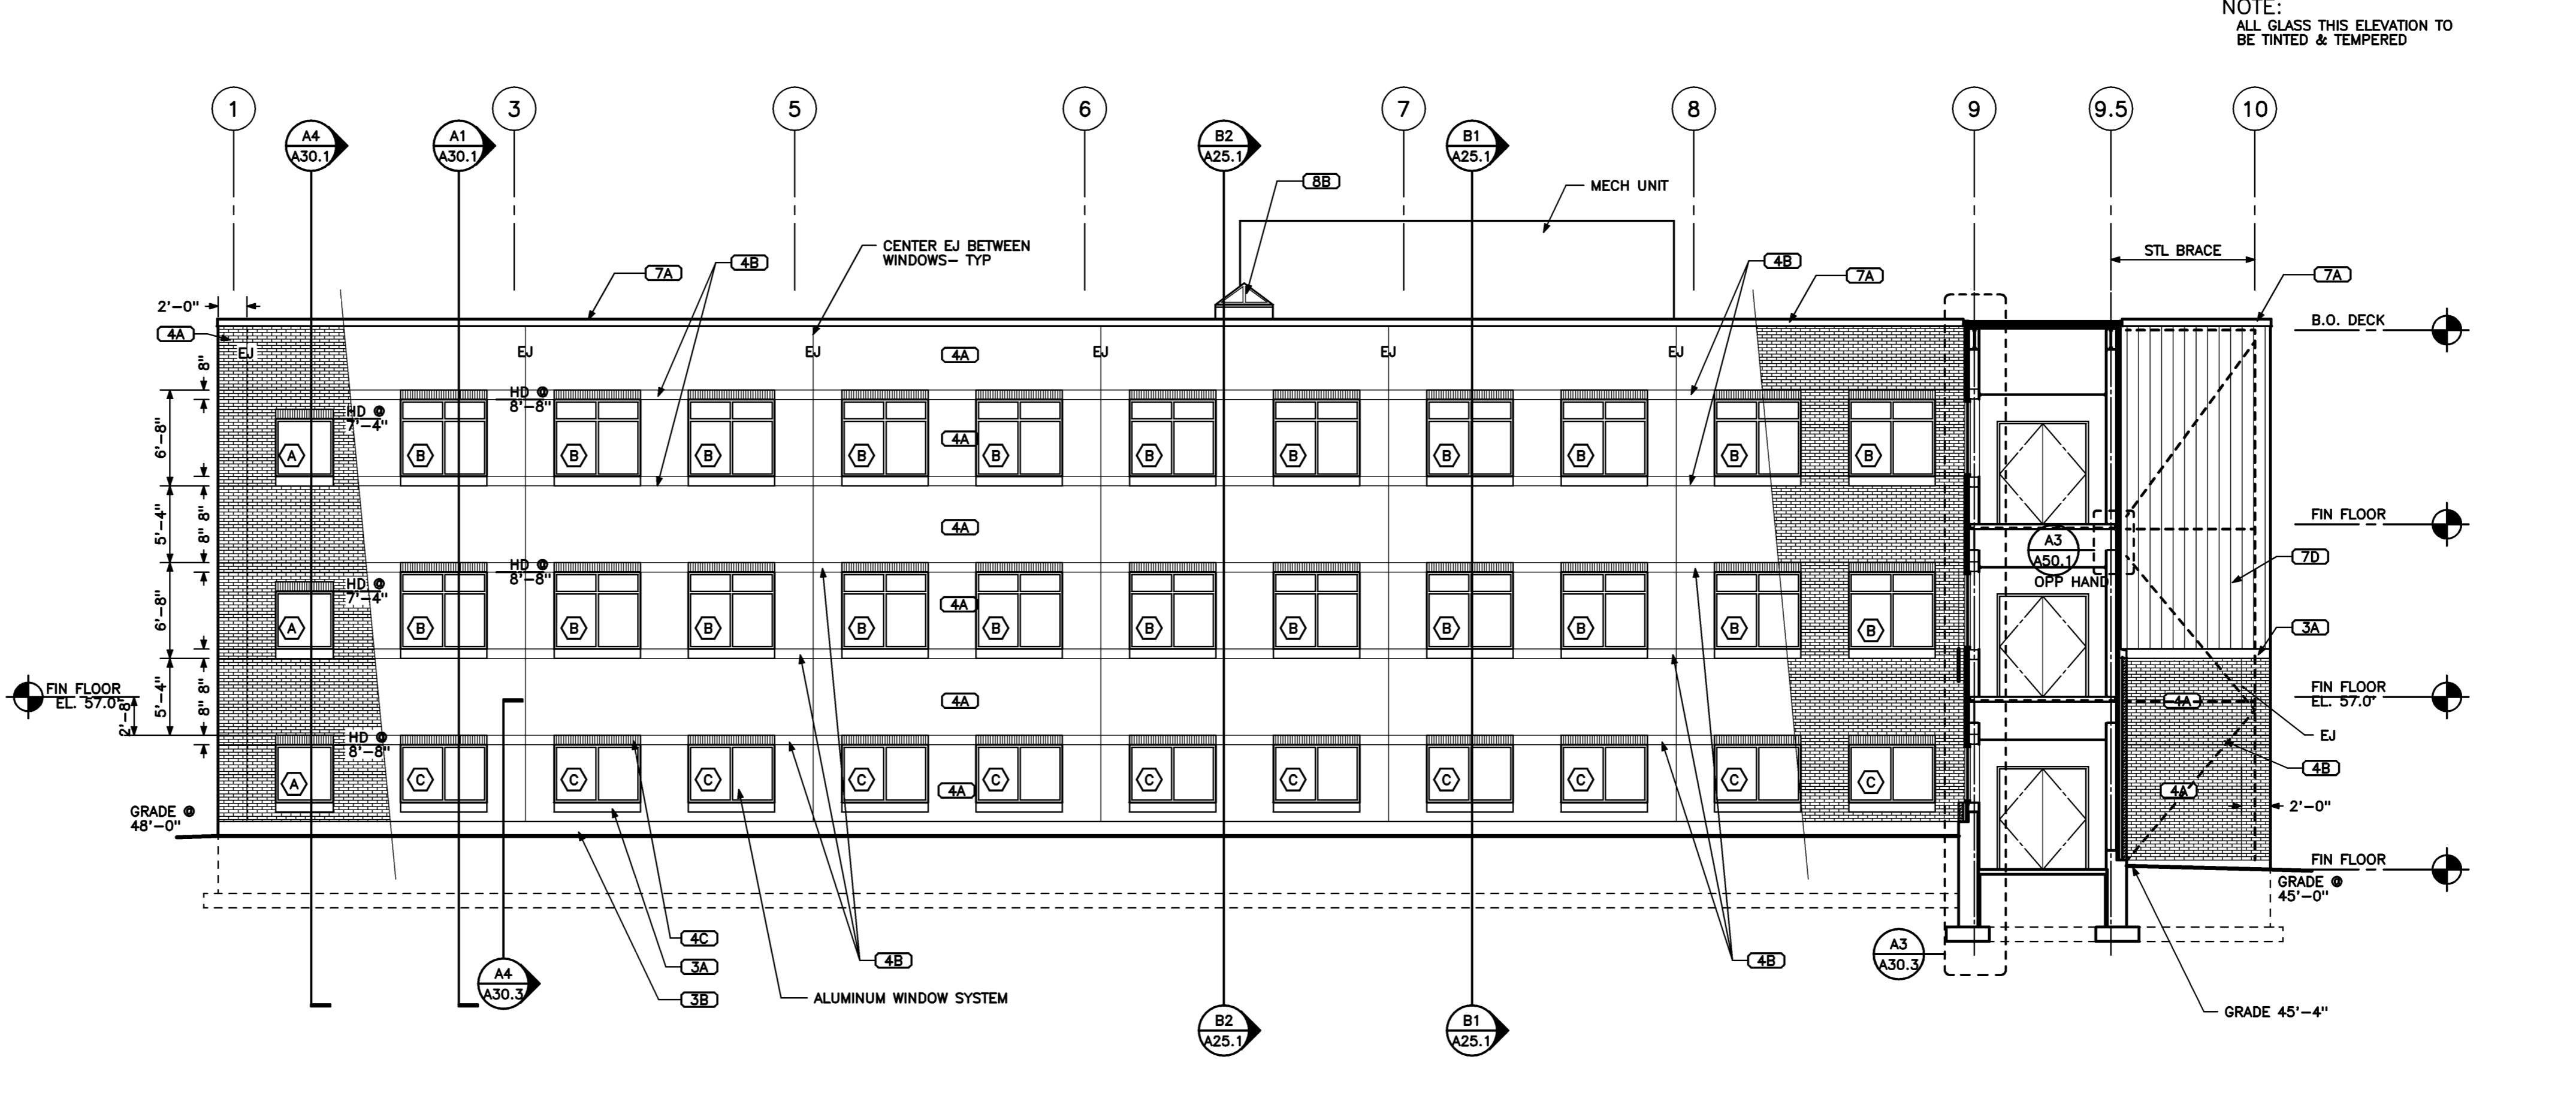 NOTE:
ALL GLASS THIS ELEVATION TO
BE TINTED & TEMPERED
1
3
5
6
7
8
9
9.5
10
A4
A30.1
A1
A30.1
B2
A25.1
B1
A25.1
8B
MECH UNIT
CENTER EJ BETWEEN
WINDOWS- TYP
7A
4B
4B
7A
STL BRACE
7A
2'-0"
4A
B.O. DECK
EJ
EJ
EJ
4A
EJ
EJ
EJ
8"
HD @
8'-8"
HD @
7'-4"
6'-8"
4A
A
B
B
B
B
B
B
B
B
B
B
B
5'-4"
8" 8"
4A
FIN FLOOR
A3
A50.1
OPP HAND
7D
HD @
8'-8"
HD @
7'-4"
6'-8"
4A
A
B
B
B
B
B
B
B
B
B
B
B
3A
FIN FLOOR
EL. 57.0'
2'-8"
5'-4"
8" 8"
4A
4A
FIN FLOOR
EL. 57.0'
EJ
HD @
8'-8"
4B
A
C
C
C
C
C
C
C
C
C
C
C
4A
4A
2'-0"
GRADE @
48'-0"
FIN FLOOR
GRADE @
45'-0"
4C
3A
3B
4B
4B
A3
A30.3
A4
A30.3
ALUMINUM WINDOW SYSTEM
GRADE 45'-4"
B2
A25.1
B1
A25.1